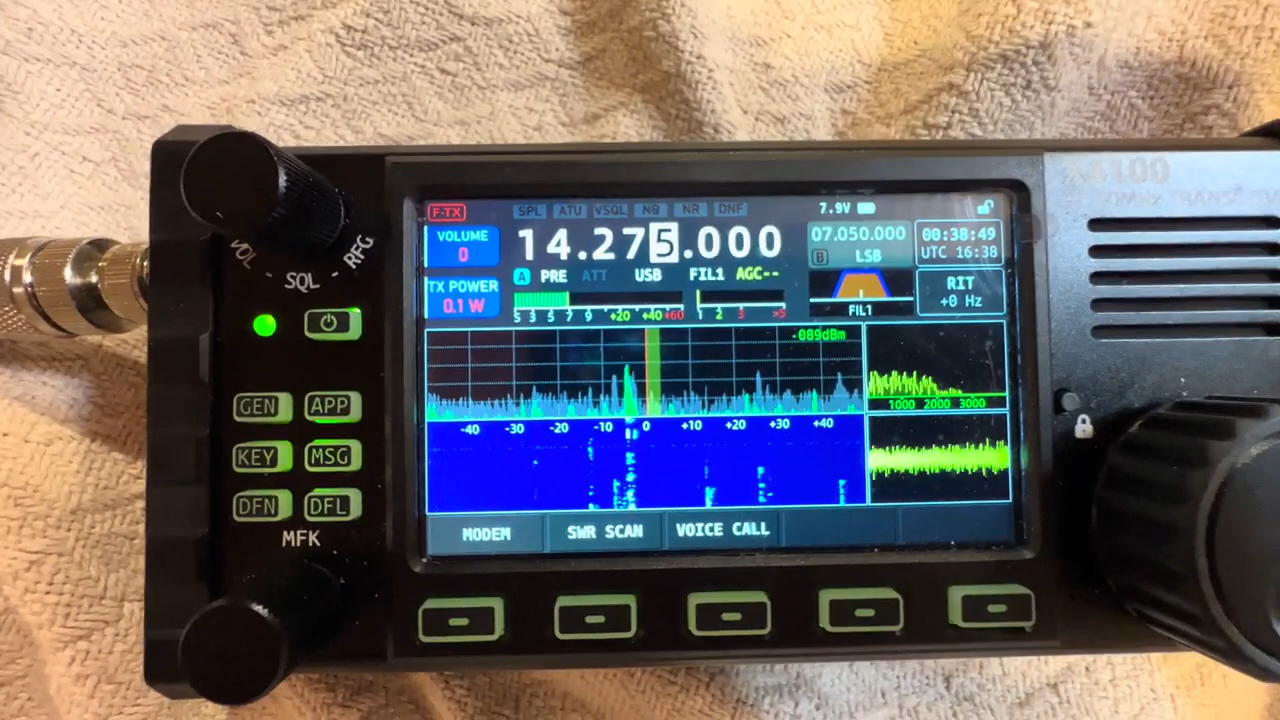 X6100
F-TX SPL ATU VSQL NB NR DNF 7.9V
VOLUME
0
14.275.000
07.050.000
B LSB
00:38:49
UTC 16:38
A PRE ATT USB FIL1 AGC--
TX POWER
0.1 W
S 3 5 7 9 +20 +40 +60
1 2 3 >5
FIL1
RIT
+0 Hz
-089dBm
1000 2000 3000
-40 -30 -20 -10 0 +10 +20 +30 +40
MODEM SWR SCAN VOICE CALL
VOL - SQL - RFG
GEN APP
KEY MSG
DFN DFL
MFK